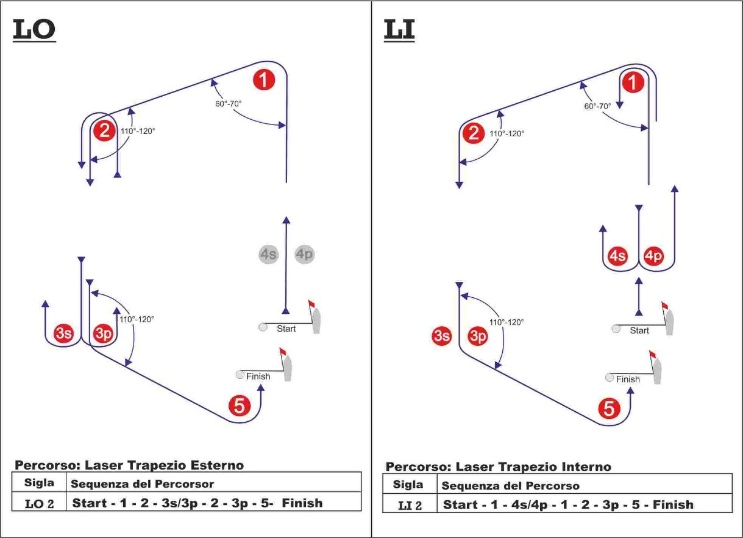 LO
1
60°-70°
2
110°-120°
4s 4p
3s 3p
110°-120°
Start
Finish
5
Percorso: Laser Trapezio Esterno
Sigla Sequenza del Percorsor
LO 2 Start - 1 - 2 - 3s/3p - 2 - 3p - 5- Finish
LI
1
60°-70°
2
110°-120°
4s 4p
3s 3p
110°-120°
Start
Finish
5
Percorso: Laser Trapezio Interno
Sigla Sequenza del Percorso
LI 2 Start - 1 - 4s/4p - 1 - 2 - 3p - 5 - Finish